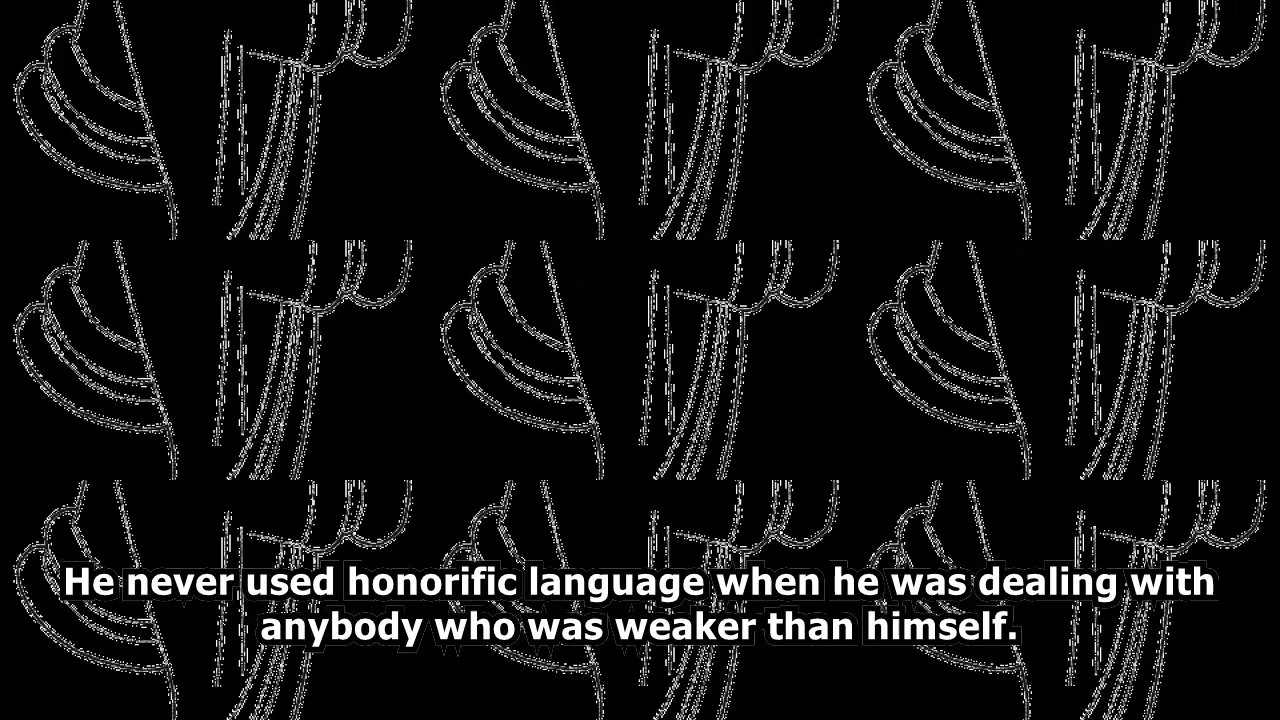 He never used honorific language when he was dealing with
anybody who was weaker than himself.